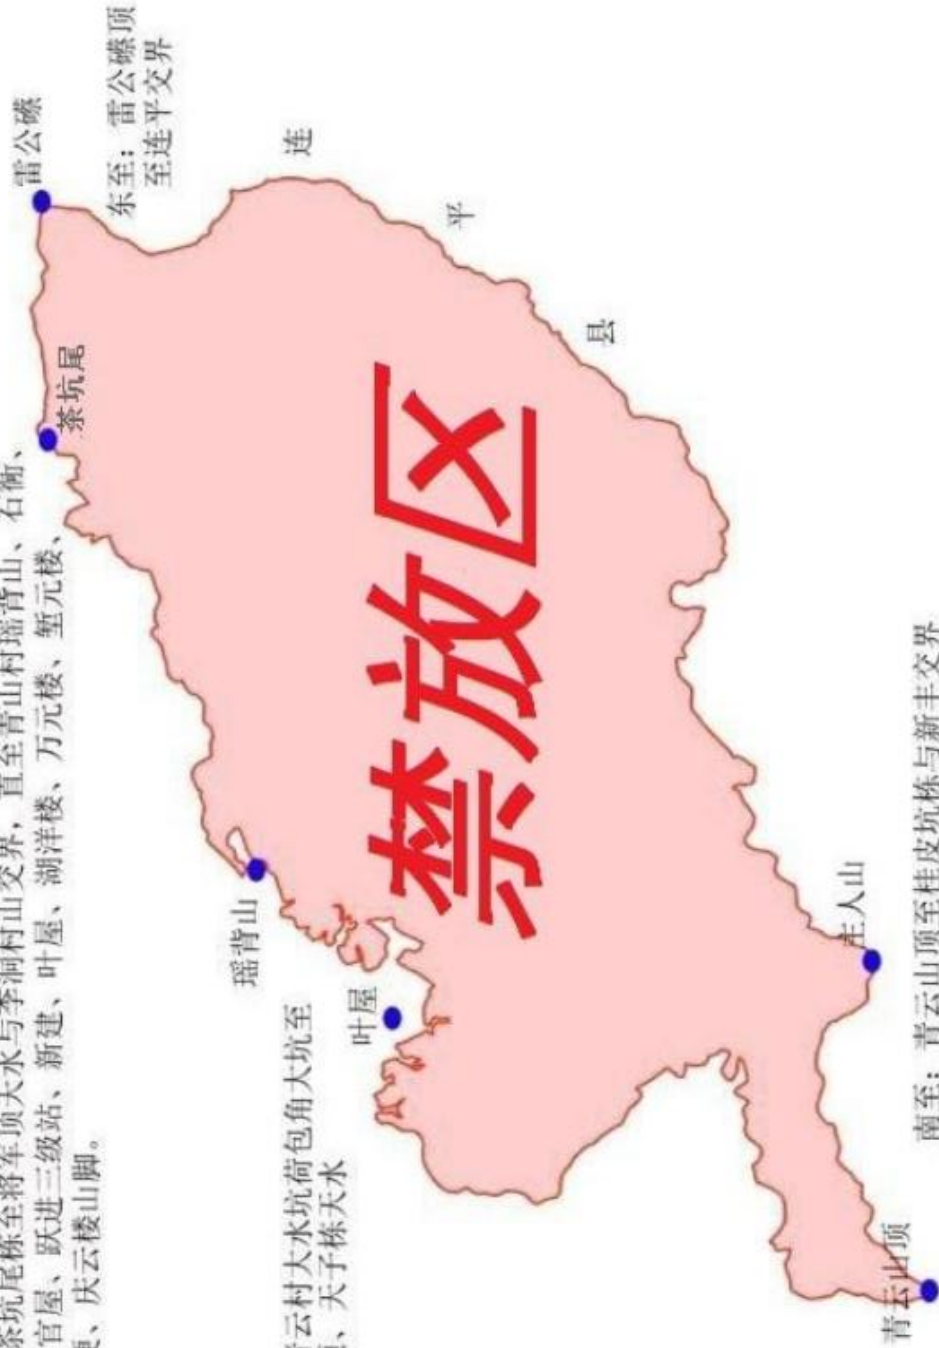 茶坑尾栋至将军顶大水与李洞村山交界，直至青山村瑶背山、石衡、
官屋、跃进三级站、新建、叶屋、湖洋楼、万元楼、堑元楼、
、庆云楼山脚。
雷公礤
东至：雷公礤顶
至连平交界
茶坑尾
连
平
县
禁放区
瑶背山
叶屋
云村大水坑荷包角大坑至
、天子栋天水
主人山
青云山顶
南至：青云山顶至桂皮坑栋与新丰交界